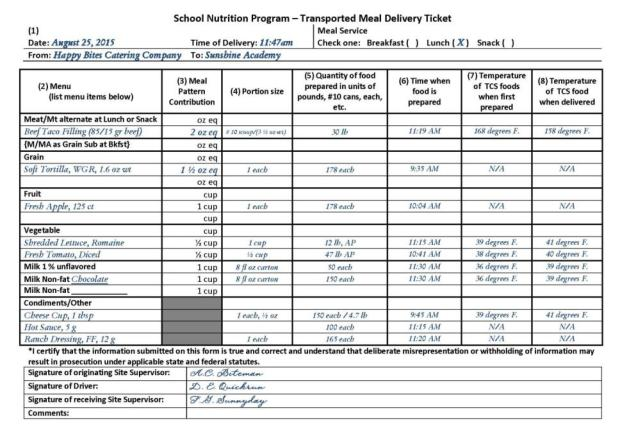 School Nutrition Program – Transported Meal Delivery Ticket
(1)
Meal Service
Date: August 25, 2015 Time of Delivery: 11:47am Check one: Breakfast ( ) Lunch ( X ) Snack ( )
From: Happy Bites Catering Company To: Sunshine Academy
(2) Menu (list menu items below) (3) Meal Pattern Contribution (4) Portion size (5) Quantity of food prepared in units of pounds, #10 cans, each, etc. (6) Time when food is prepared (7) Temperature of TCS foods when first prepared (8) Temperature of TCS food when delivered
Meat/Mt alternate at Lunch or Snack oz eq
Beef Taco Filling (85/15 gr beef) 2 oz eq # 10 scoop/(3 ½ oz wt) 30 lb 11:19 AM 168 degrees F. 158 degrees F.
{M/MA as Grain Sub at Bkfst} oz eq
Grain oz eq
Soft Tortilla, WGR, 1.6 oz wt 1 ½ oz eq 1 each 178 each 9:35 AM N/A N/A
oz eq
Fruit cup
Fresh Apple, 125 ct 1 cup 1 each 178 each 10:04 AM N/A N/A
cup
Vegetable cup
Shredded Lettuce, Romaine ½ cup 1 cup 12 lb, AP 11:15 AM 39 degrees F. 41 degrees F.
Fresh Tomato, Diced cup cup 47 lb AP 10:41 AM 38 degrees F. 40 degrees F.
Milk 1 % unflavored 1 cup 8 fl oz carton 50 each 11:30 AM 36 degrees F. 39 degrees F.
Milk Non-fat Chocolate 1 cup 8 fl oz carton 150 each 11:30 AM 36 degrees F. 39 degrees F.
Milk Non-fat 1 cup
Condiments/Other
Cheese Cup, 1 tbsp 1 each, ½ oz 150 each / 4.7 lb 9:45 AM 39 degrees F. 41 degrees F.
Hot Sauce, 5 g 100 each 11:15 AM N/A N/A
Ranch Dressing, FF, 12 g 1 each 165 each 11:20 AM N/A N/A
*I certify that the information submitted on this form is true and correct and understand that deliberate misrepresentation or withholding of information may
result in prosecution under applicable state and federal statutes.
Signature of originating Site Supervisor: A.C. Biteman
Signature of Driver: D. E. Quickrun
Signature of receiving Site Supervisor: F.G. Sunnyday
Comments: